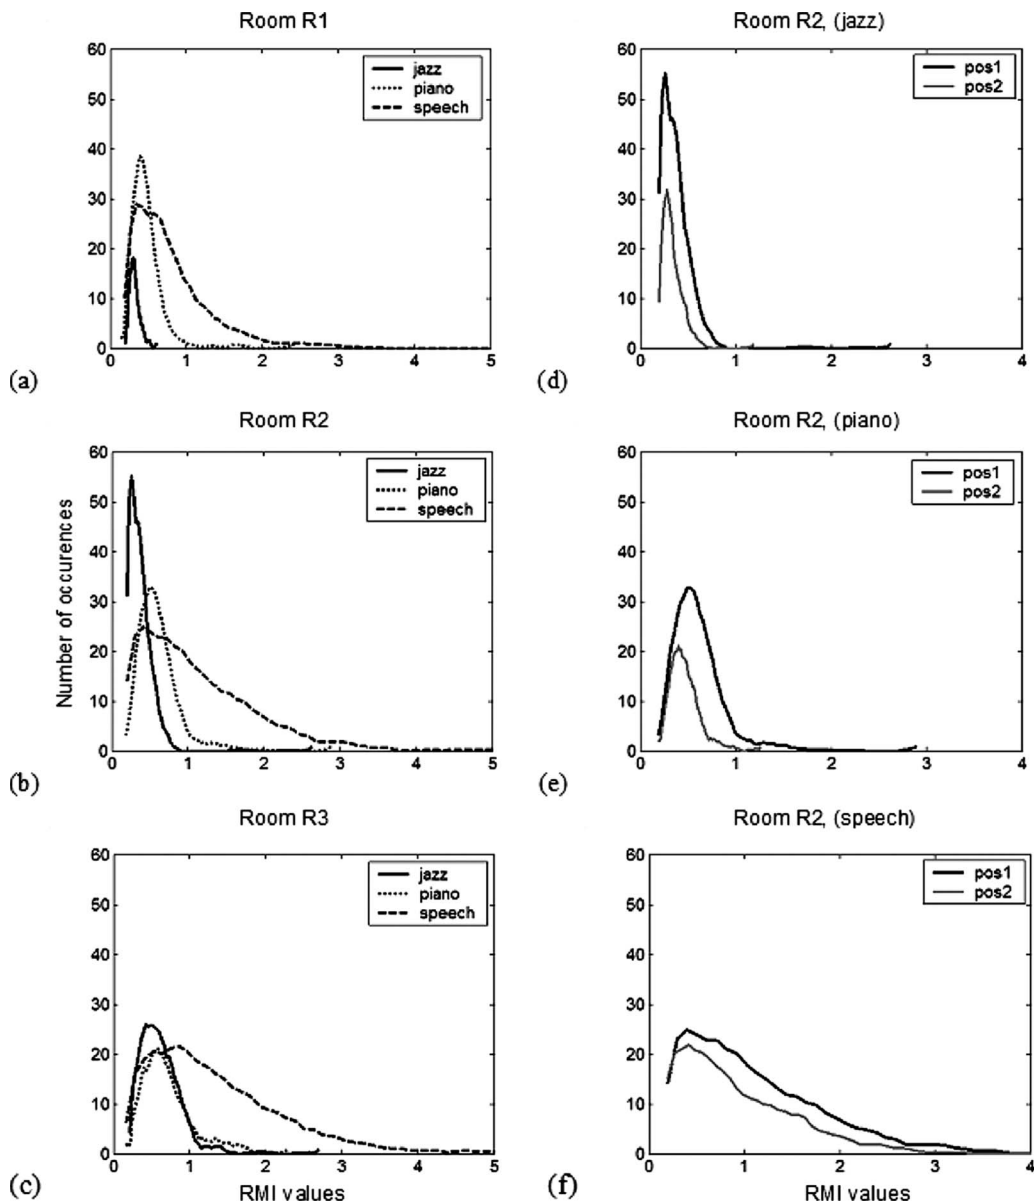 Room R1
60
50
40
30
20
10
0
0 1 2 3 4 5
jazz
piano
speech
(a)
Room R2, (jazz)
60
50
40
30
20
10
0
0 1 2 3 4
pos1
pos2
(d)
Room R2
Number of occurences
60
50
40
30
20
10
0
0 1 2 3 4 5
jazz
piano
speech
(b)
Room R2, (piano)
60
50
40
30
20
10
0
0 1 2 3 4
pos1
pos2
(e)
Room R3
60
50
40
30
20
10
0
0 1 2 3 4 5
jazz
piano
speech
RMI values
(c)
Room R2, (speech)
60
50
40
30
20
10
0
0 1 2 3 4
pos1
pos2
RMI values
(f)